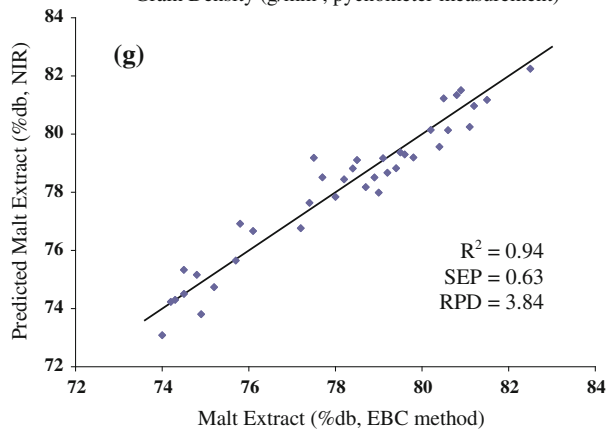 Grain Density (g/mm³, pycnometer measurement)
84
(g)
82
80
78
76
74
72
Predicted Malt Extract (%db, NIR)
R² = 0.94
SEP = 0.63
RPD = 3.84
72 74 76 78 80 82 84
Malt Extract (%db, EBC method)